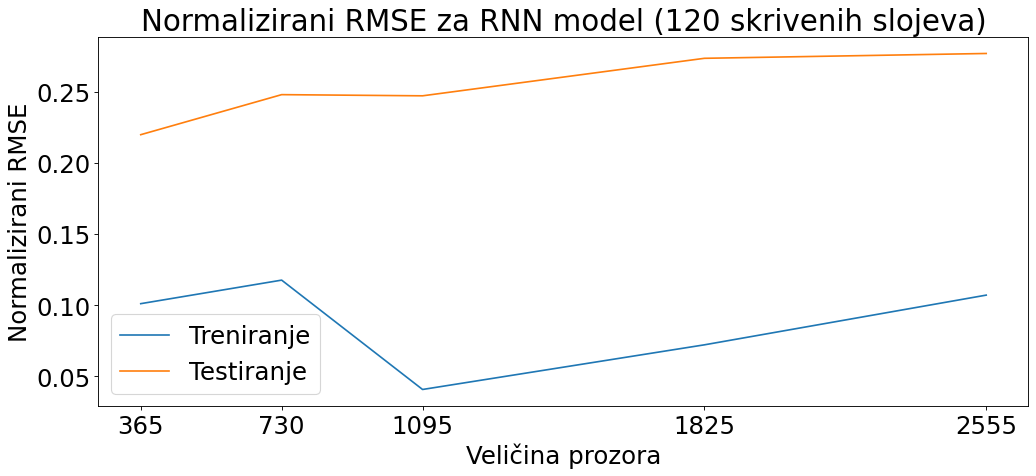 Normalizirani RMSE za RNN model (120 skrivenih slojeva)
Normalizirani RMSE
0.25
0.20
0.15
0.10
0.05
Treniranje
Testiranje
365 730 1095 1825 2555
Veličina prozora